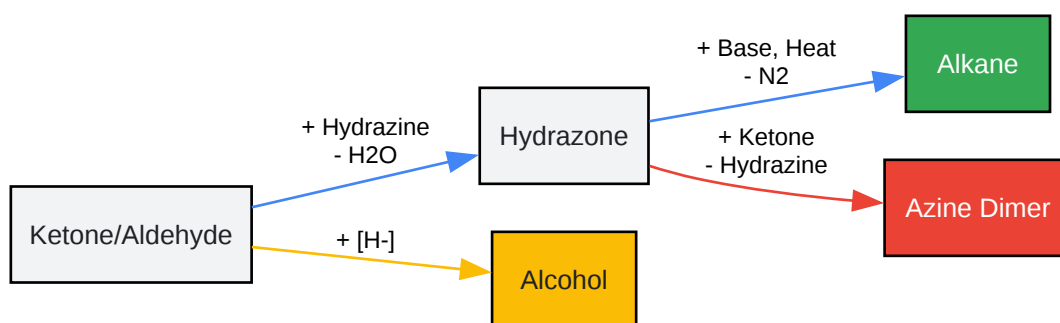 Ketone/Aldehyde
+ Hydrazine
- H2O
+ [H-]
Hydrazone
Alcohol
+ Base, Heat
- N2
+ Ketone
- Hydrazine
Alkane
Azine Dimer